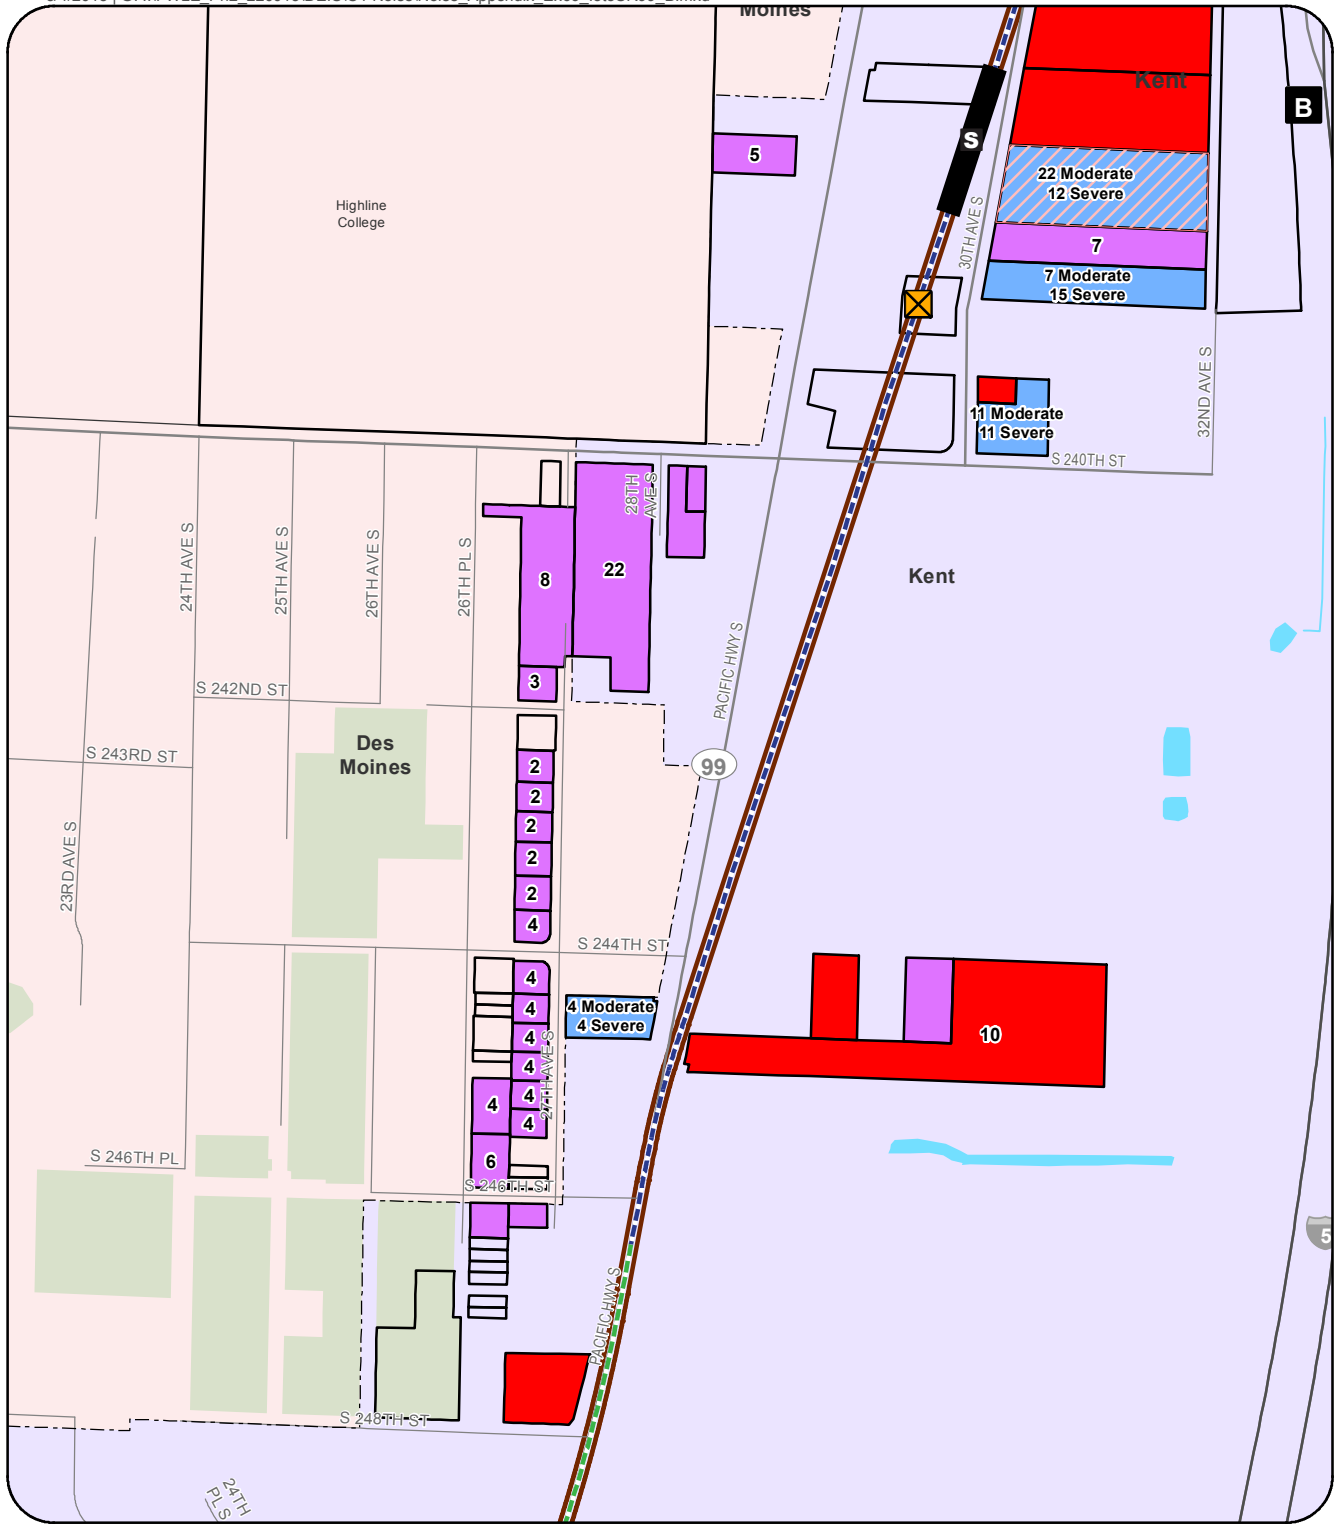 Moines
Kent
B
S
5
22 Moderate
12 Severe
Highline
College
30TH AVE S
7
7 Moderate
15 Severe
32ND AVE S
11 Moderate
11 Severe
S 240TH ST
28TH
AVE S
24TH AVE S
25TH AVE S
26TH AVE S
26TH PL S
8
22
Kent
3
PACIFIC HWY S
S 242ND ST
Des
Moines
S 243RD ST
99
2
2
2
2
2
4
23RD AVE S
S 244TH ST
4
4
4
4
4
4
4 Moderate
4 Severe
27TH AVE S
10
4
6
S 246TH PL
S 246TH ST
5
PACIFIC HWY S
S 248TH ST
24TH
PL S